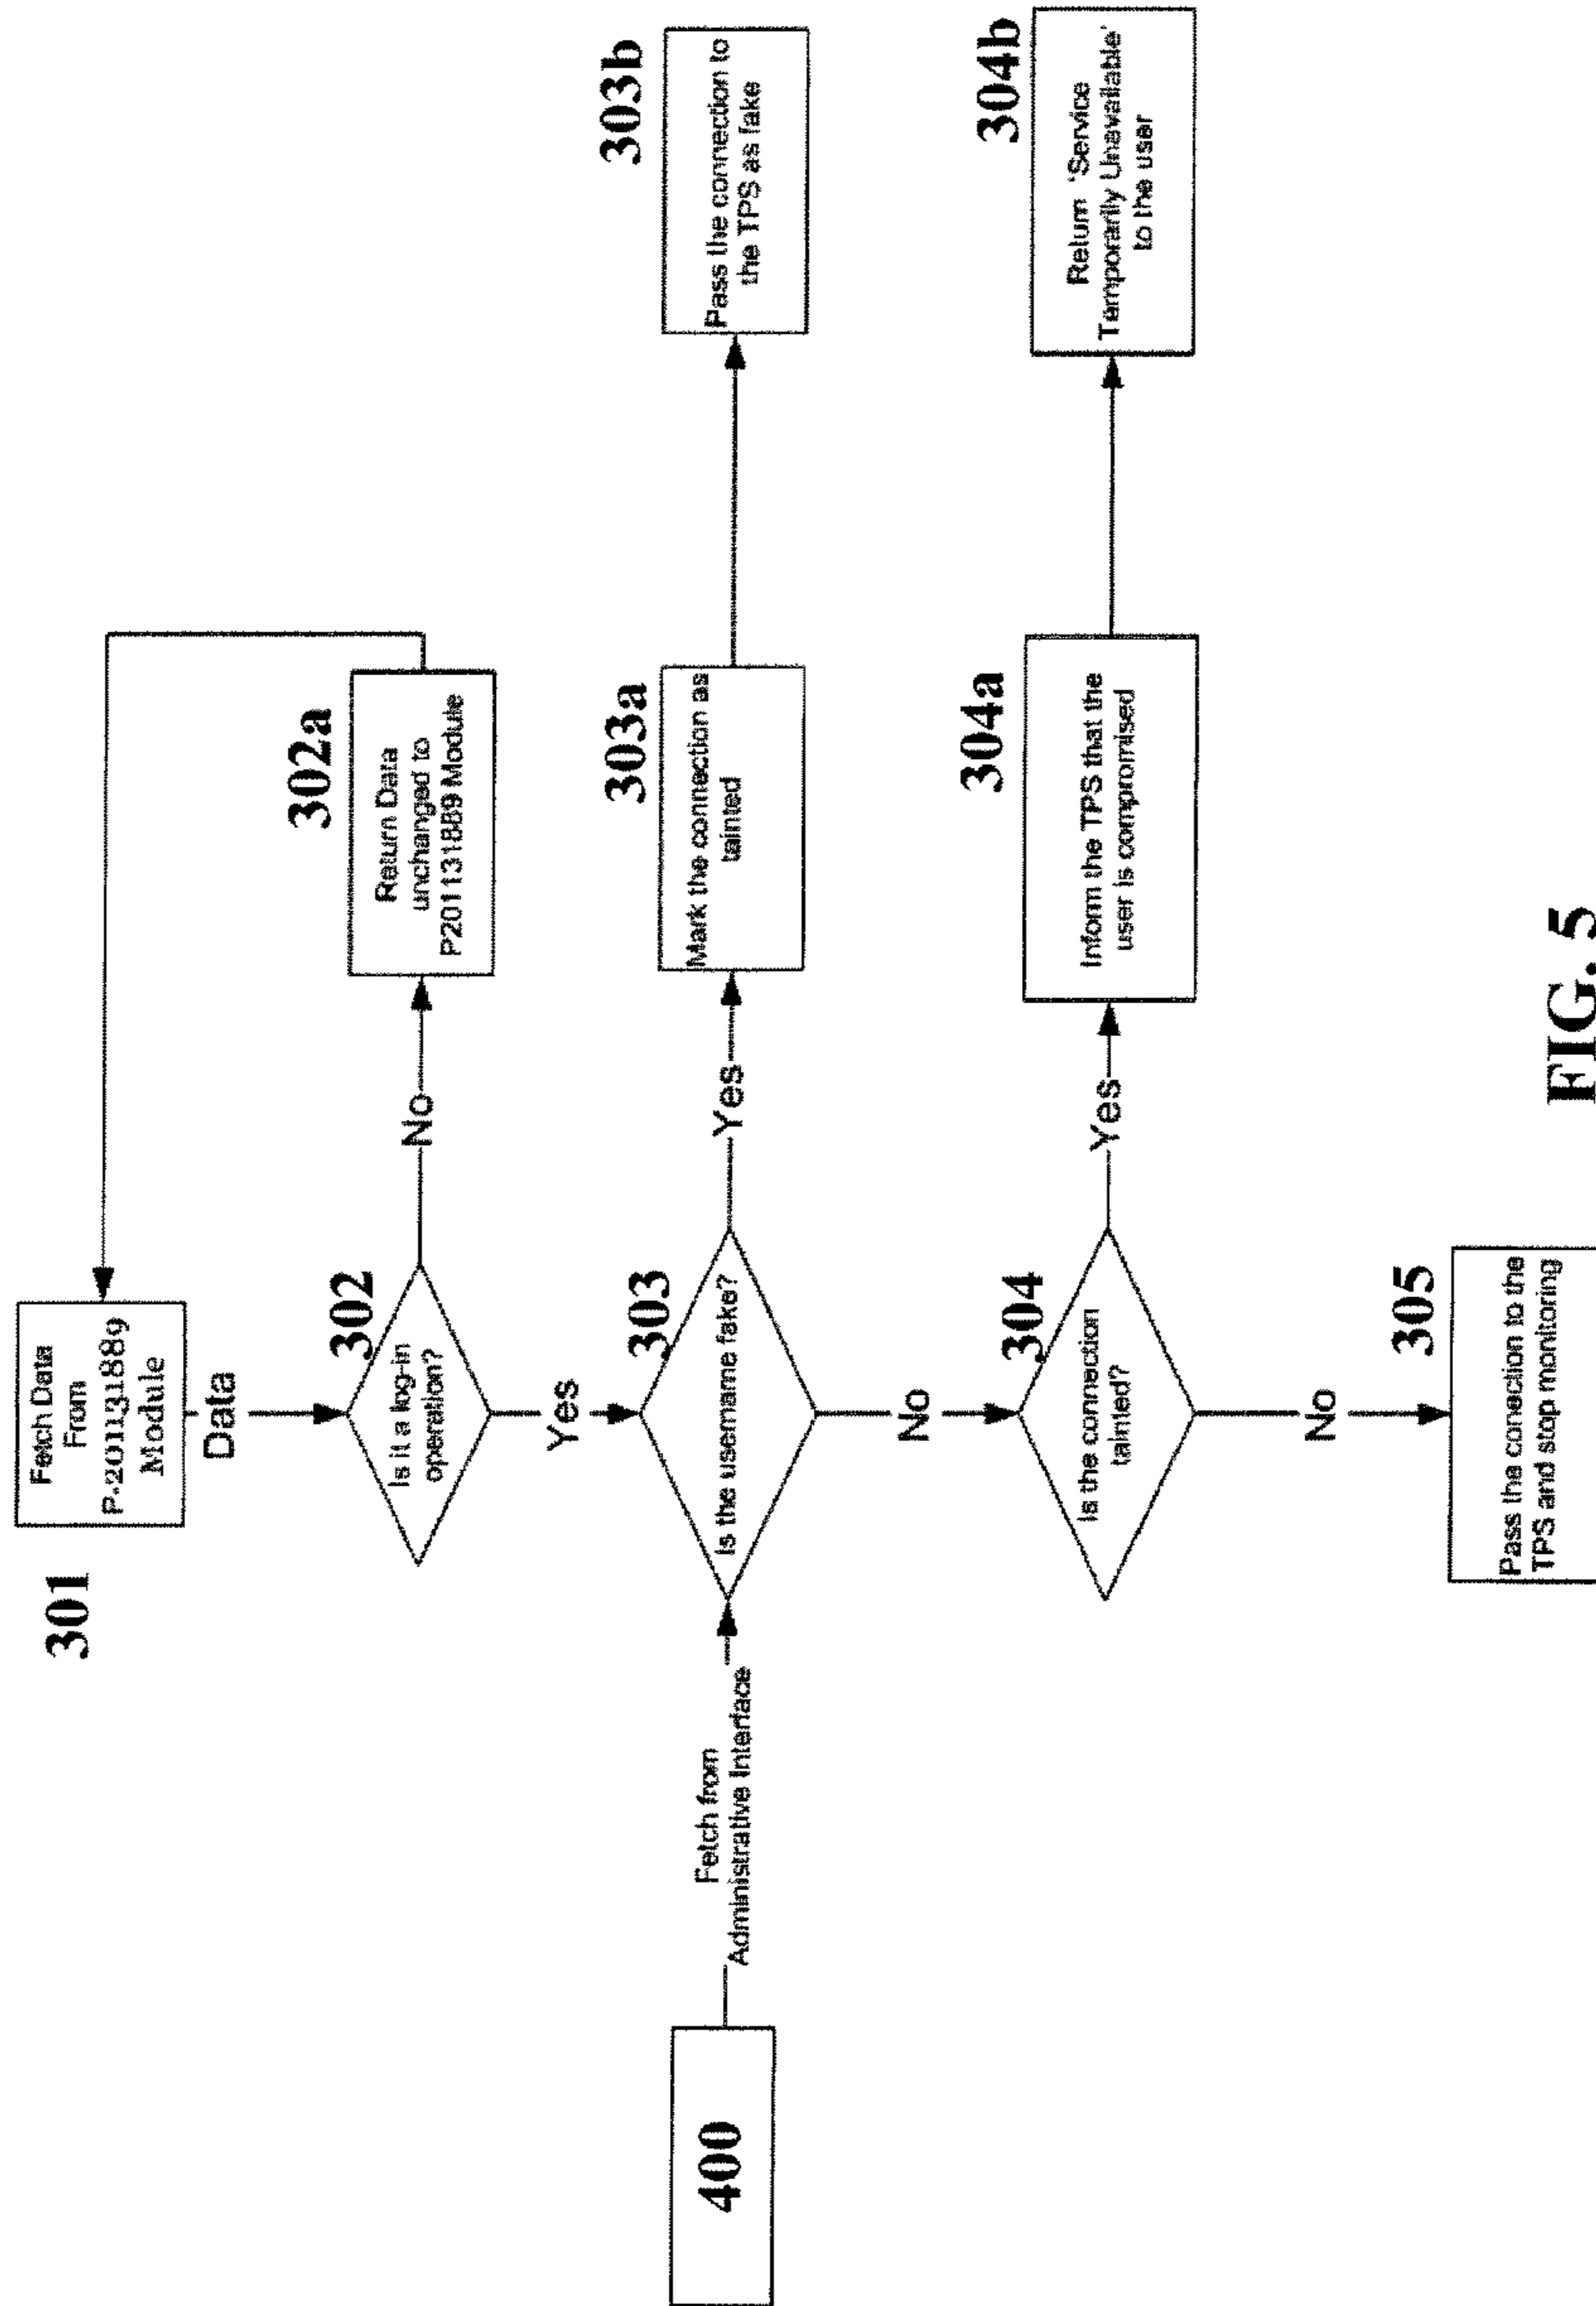 301
Fetch Data
From
P-201131889
Module
Data
302
Is it a log-in
operation?
No
302a
Return Data
unchanged to
P201131889 Module
Yes
400
Fetch from
Administrative Interface
303
Is the username fake?
Yes
303a
Mark the connection as
tainted
303b
Pass the connection to
the TPS as fake
No
304
Is the connection
tainted?
Yes
304a
Inform the TPS that the
user is compromised
304b
Return 'Service
Temporarily Unavailable'
to the user
No
305
Pass the conection to the
TPS and stop monitoring
FIG. 5